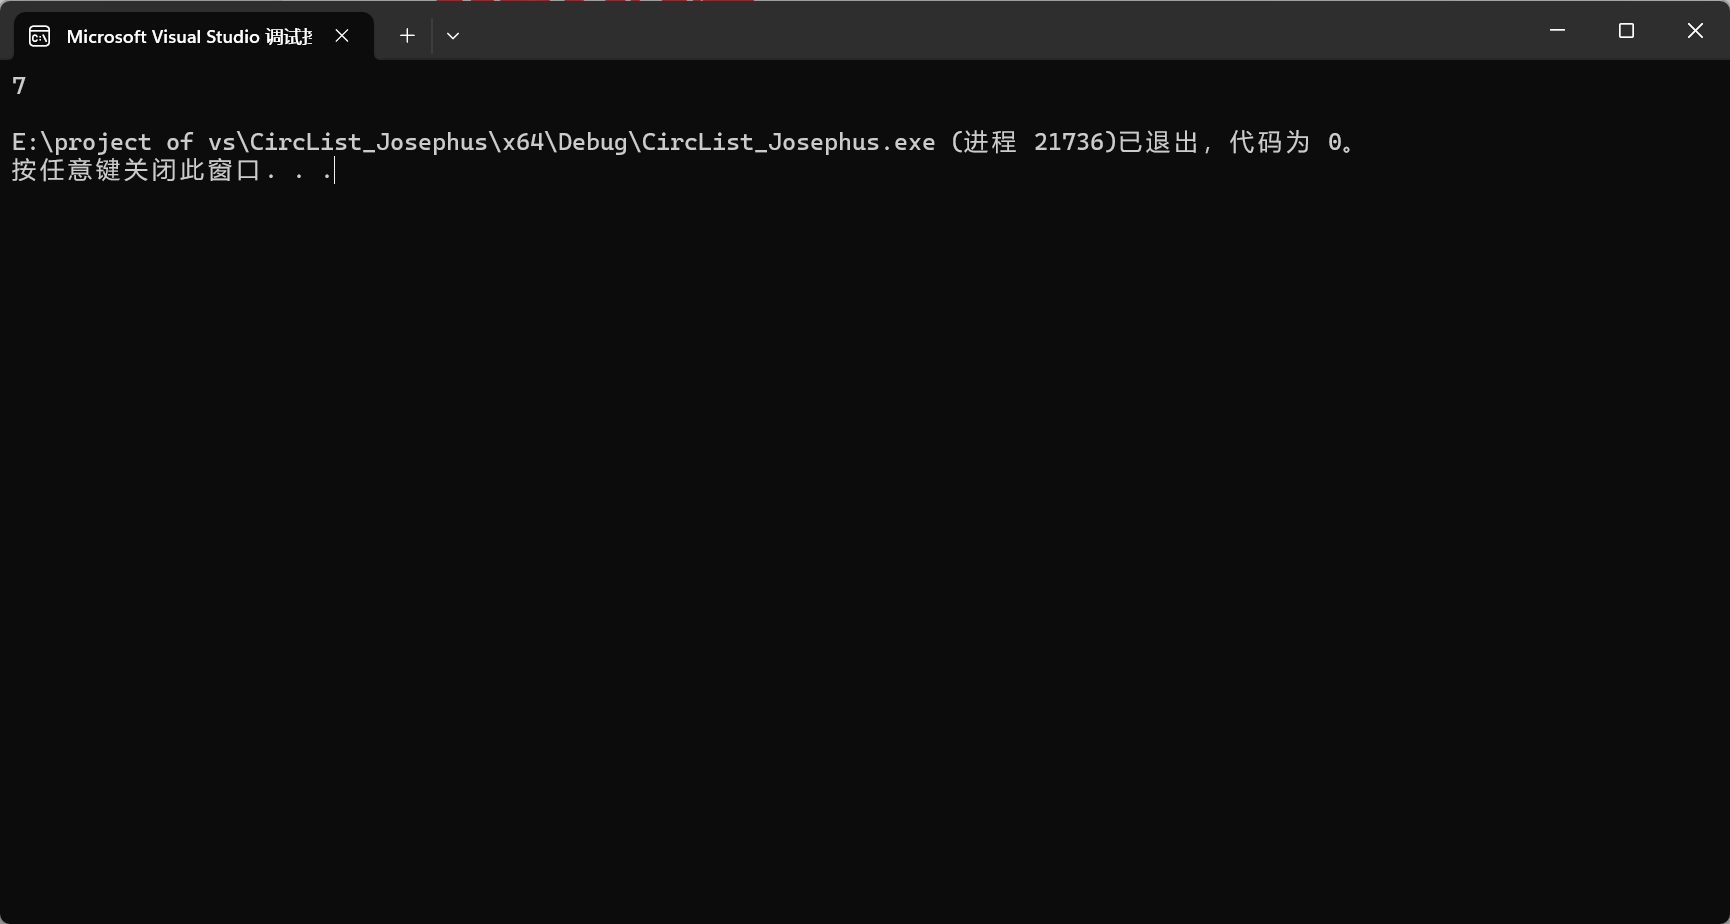 Microsoft Visual Studio 调试
7
E:\project of vs\CircList_Josephus\x64\Debug\CircList_Josephus.exe (进程 21736)已退出，代码为 0。
按任意键关闭此窗口. . .